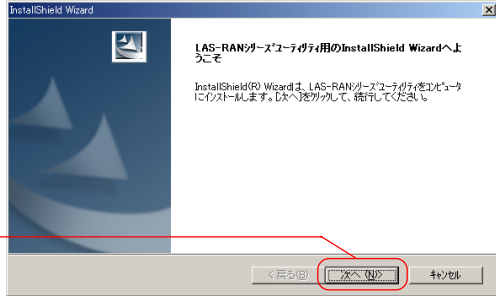 InstallShield Wizard
LAS-RANｼﾘｰｽﾞﾕｰﾃｨﾘﾃｨ用のInstallShield Wizardへよ
うこそ
InstallShield(R) Wizardは、LAS-RANｼﾘｰｽﾞﾕｰﾃｨﾘﾃｨをｺﾝﾋﾟｭｰﾀ
にｲﾝｽﾄｰﾙします。[次へ]をｸﾘｯｸして、続行してください。
< 戻る(B)
次へ (N)>
ｷｬﾝｾﾙ